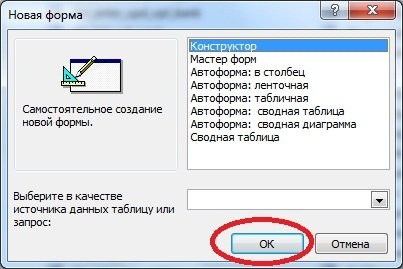 Новая форма
Самостоятельное создание
новой формы.
Конструктор
Мастер форм
Автоформа: в столбец
Автоформа: ленточная
Автоформа: табличная
Автоформа: сводная таблица
Автоформа: сводная диаграмма
Сводная таблица
Выберите в качестве
источника данных таблицу или
запрос:
ОК
Отмена